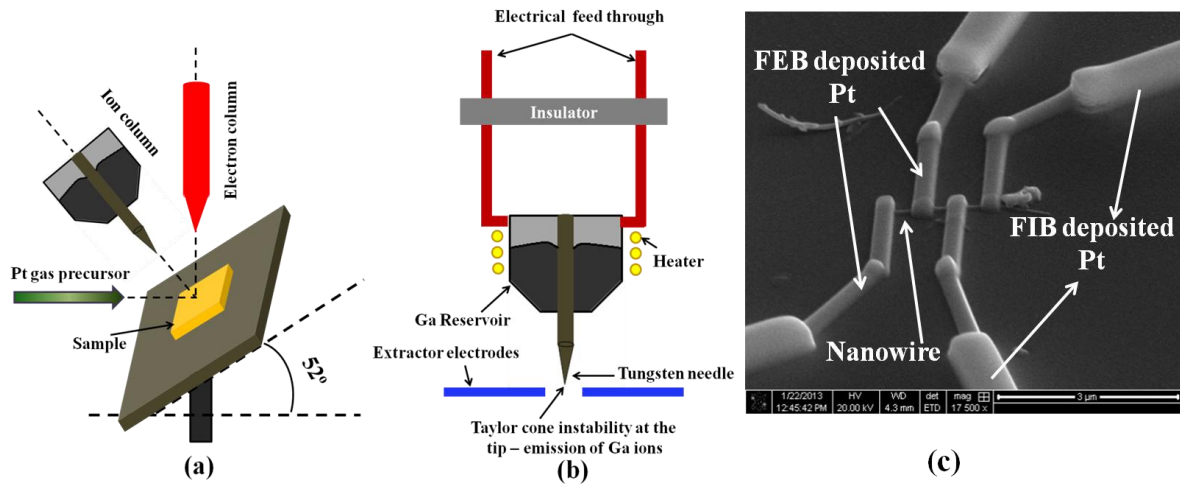 Ion column
Electron column
Pt gas precursor
Sample
52°
(a)
Electrical feed through
Insulator
Heater
Ga Reservoir
Extractor electrodes
Tungsten needle
Taylor cone instability at the
tip – emission of Ga ions
(b)
FEB deposited
Pt
FIB deposited
Pt
Nanowire
1/22/2013 HV WD det mag
12:45:42 PM 20.00 kV 4.3 mm ETD 17 500 x
3 µm
(c)